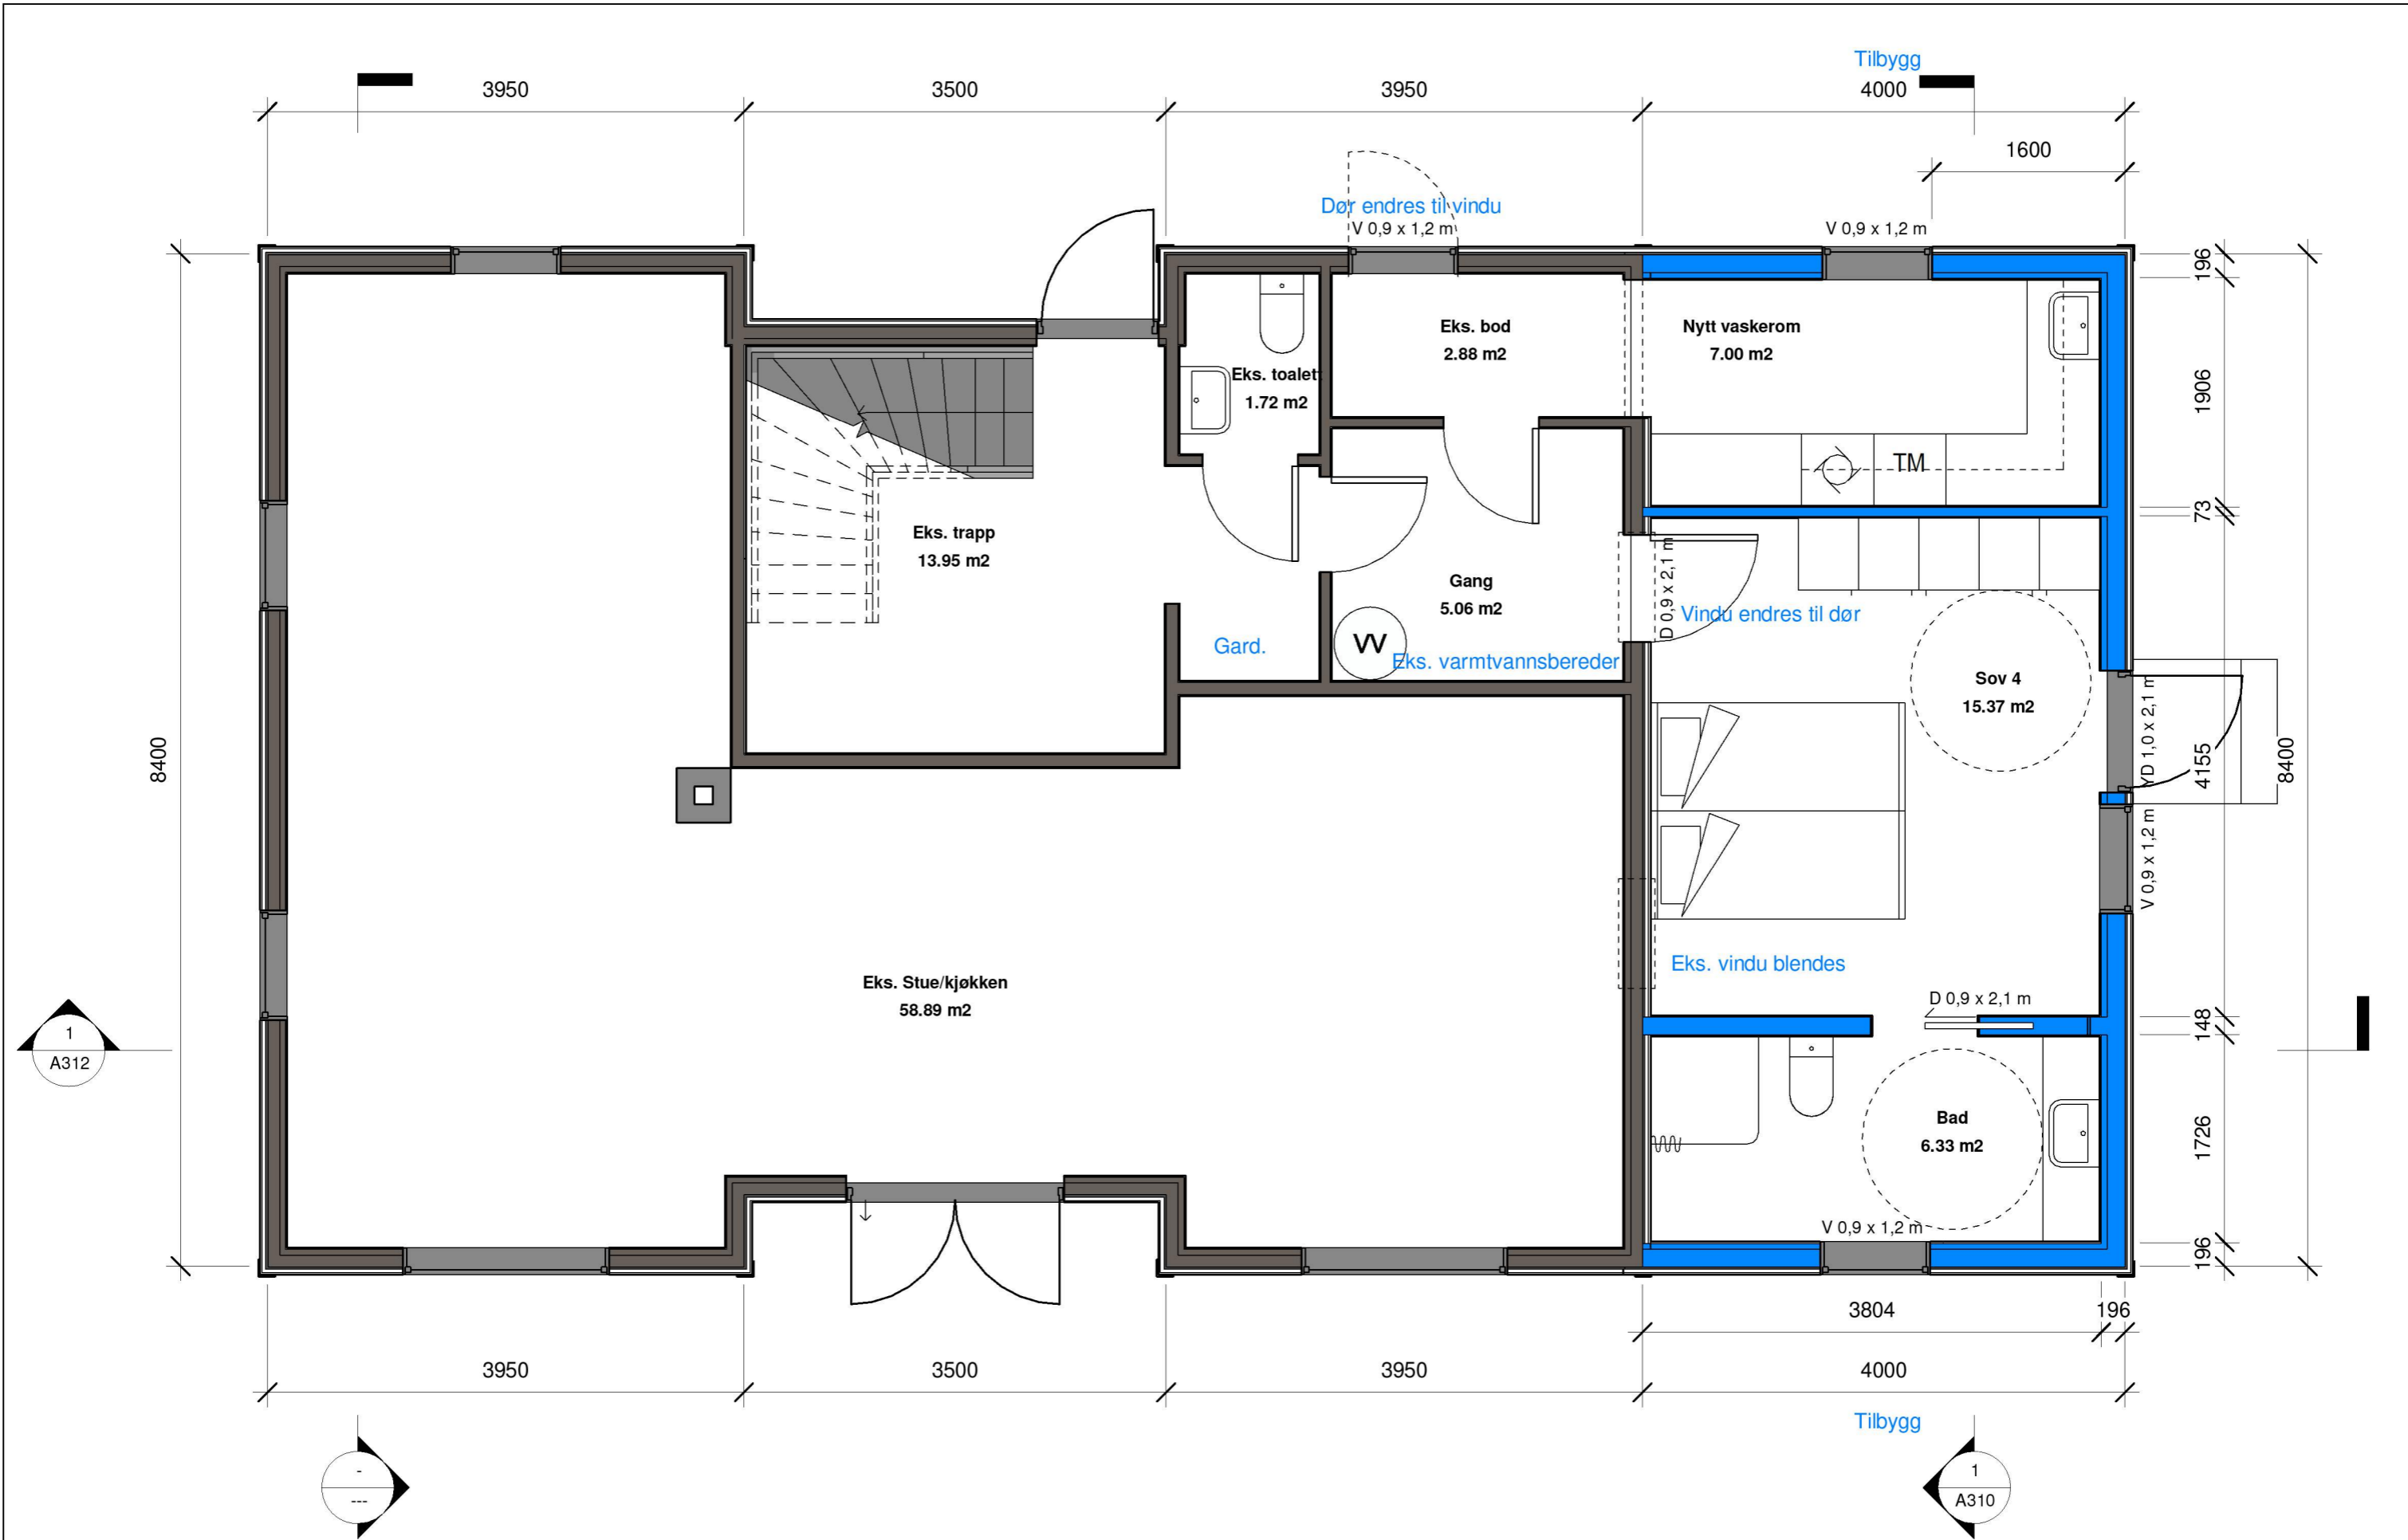 Tilbygg
3950
3500
3950
4000
1600
Dør endres til vindu
V 0,9 x 1,2 m
V 0,9 x 1,2 m
196
Eks. bod
2.88 m2
Nytt vaskerom
7.00 m2
Eks. toalett
1.72 m2
1906
TM
73
Eks. trapp
13.95 m2
Gang
5.06 m2
D 0,9 x 2,1 m
Vindu endres til dør
Gard.
VV
Eks. varmtvannsbereder
Sov 4
15.37 m2
YD 1,0 x 2,1 m
4155
8400
8400
V 0,9 x 1,2 m
Eks. vindu blendes
Eks. Stue/kjøkken
58.89 m2
D 0,9 x 2,1 m
148
1
A312
Bad
6.33 m2
1726
V 0,9 x 1,2 m
196
3804
196
3950
3500
3950
4000
Tilbygg
-
---
1
A310